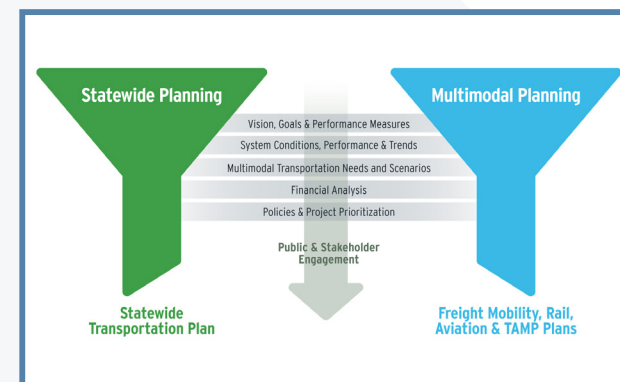 Statewide Planning
Multimodal Planning
Vision, Goals & Performance Measures
System Conditions, Performance & Trends
Multimodal Transportation Needs and Scenarios
Financial Analysis
Policies & Project Prioritization
Public & Stakeholder
Engagement
Statewide
Transportation Plan
Freight Mobility, Rail,
Aviation & TAMP Plans